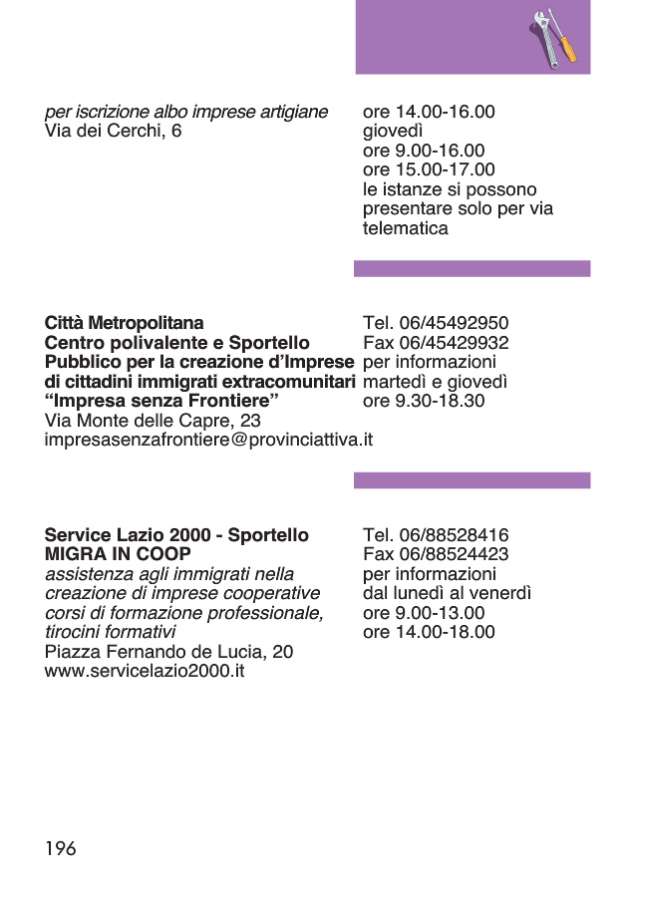 per iscrizione albo imprese artigiane
Via dei Cerchi, 6
ore 14.00-16.00
giovedì
ore 9.00-16.00
ore 15.00-17.00
le istanze si possono
presentare solo per via
telematica
Città Metropolitana
Centro polivalente e Sportello
Pubblico per la creazione d’Imprese
di cittadini immigrati extracomunitari
“Impresa senza Frontiere”
Via Monte delle Capre, 23
impresasenzafrontiere@provinciattiva.it
Tel. 06/45492950
Fax 06/45429932
per informazioni
martedì e giovedì
ore 9.30-18.30
Service Lazio 2000 - Sportello
MIGRA IN COOP
assistenza agli immigrati nella
creazione di imprese cooperative
corsi di formazione professionale,
tirocini formativi
Piazza Fernando de Lucia, 20
www.servicelazio2000.it
Tel. 06/88528416
Fax 06/88524423
per informazioni
dal lunedì al venerdì
ore 9.00-13.00
ore 14.00-18.00
196